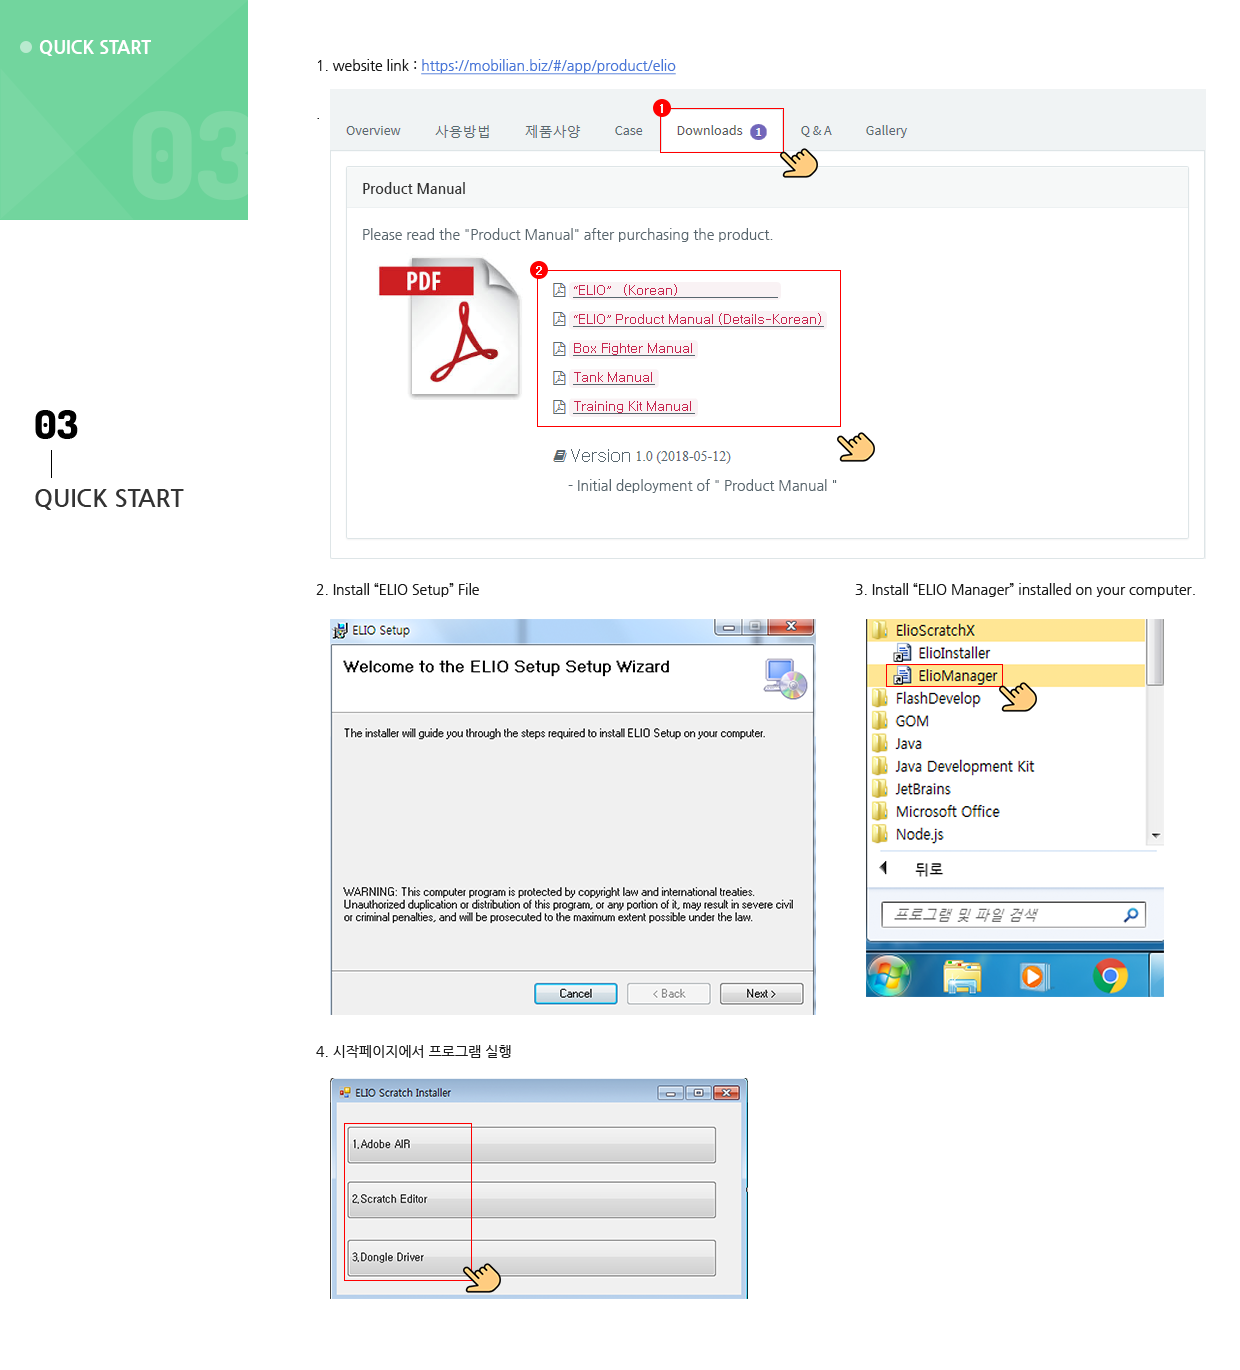 QUICK START
03
03
QUICK START
1. website link : https://mobilian.biz/#/app/product/elio
.
1
Overview 사용방법 제품사양 Case Downloads 1 Q & A Gallery
Product Manual
Please read the "Product Manual" after purchasing the product.
PDF
2
“ELIO” (Korean)
“ELIO” Product Manual (Details-Korean)
Box Fighter Manual
Tank Manual
Training Kit Manual
Version 1.0 (2018-05-12)
- Initial deployment of " Product Manual "
2. Install “ELIO Setup” File
ELIO Setup
Welcome to the ELIO Setup Setup Wizard
The installer will guide you through the steps required to install ELIO Setup on your computer.
WARNING: This computer program is protected by copyright law and international treaties.
Unauthorized duplication or distribution of this program, or any portion of it, may result in severe civil
or criminal penalties, and will be prosecuted to the maximum extent possible under the law.
Cancel < Back Next >
3. Install “ELIO Manager” installed on your computer.
ElioScratchX
ElioInstaller
ElioManager
FlashDevelop
GOM
Java
Java Development Kit
JetBrains
Microsoft Office
Node.js
뒤로
프로그램 및 파일 검색
4. 시작페이지에서 프로그램 실행
ELIO Scratch Installer
1.Adobe AIR
2.Scratch Editor
3.Dongle Driver